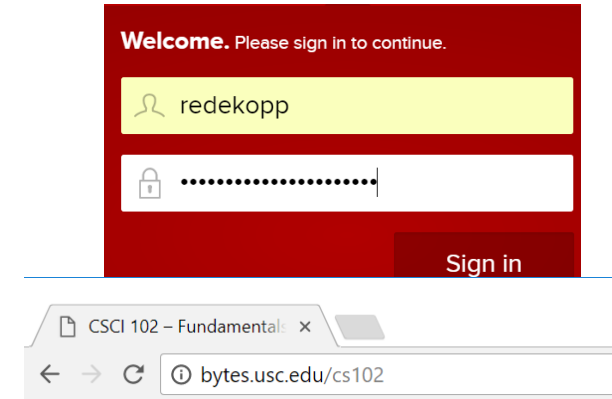 Welcome. Please sign in to continue.
redekopp
••••••••••••••••••••••
Sign in
CSCI 102 – Fundamentals
bytes.usc.edu/cs102